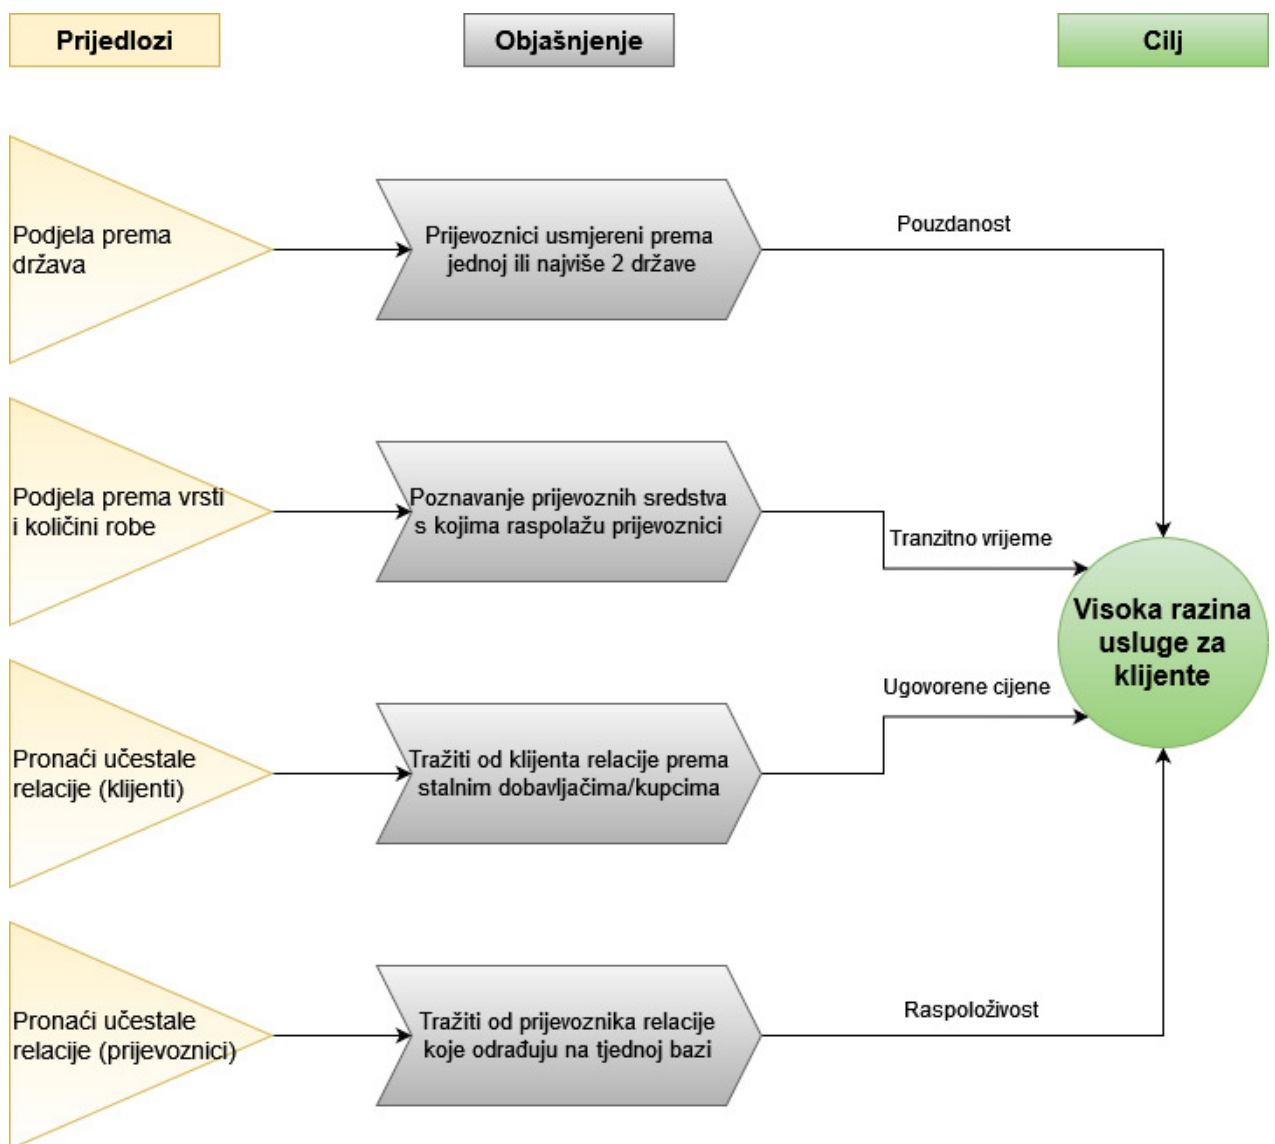 Prijedlozi
Objašnjenje
Cilj
Podjela prema
država
Prijevoznici usmjereni prema
jednoj ili najviše 2 države
Pouzdanost
Podjela prema vrsti
i količini robe
Poznavanje prijevoznih sredstva
s kojima raspolažu prijevoznici
Tranzitno vrijeme
Visoka razina
usluge za
klijente
Pronaći učestale
relacije (klijenti)
Tražiti od klijenta relacije prema
stalnim dobavljačima/kupcima
Ugovorene cijene
Pronaći učestale
relacije (prijevoznici)
Tražiti od prijevoznika relacije
koje odrađuju na tjednoj bazi
Raspoloživost